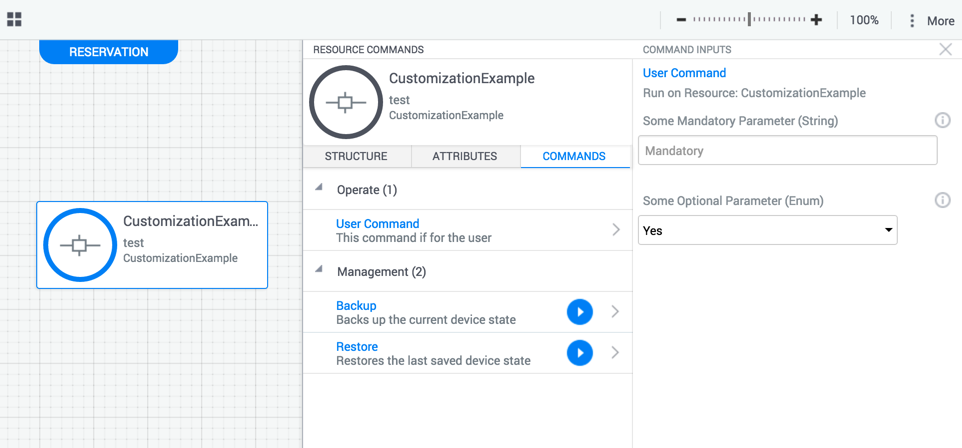 100%
More
RESERVATION
CustomizationExam...
test
CustomizationExample
RESOURCE COMMANDS
CustomizationExample
test
CustomizationExample
STRUCTURE
ATTRIBUTES
COMMANDS
Operate (1)
User Command
This command if for the user
Management (2)
Backup
Backs up the current device state
Restore
Restores the last saved device state
COMMAND INPUTS
User Command
Run on Resource: CustomizationExample
Some Mandatory Parameter (String)
Mandatory
Some Optional Parameter (Enum)
Yes